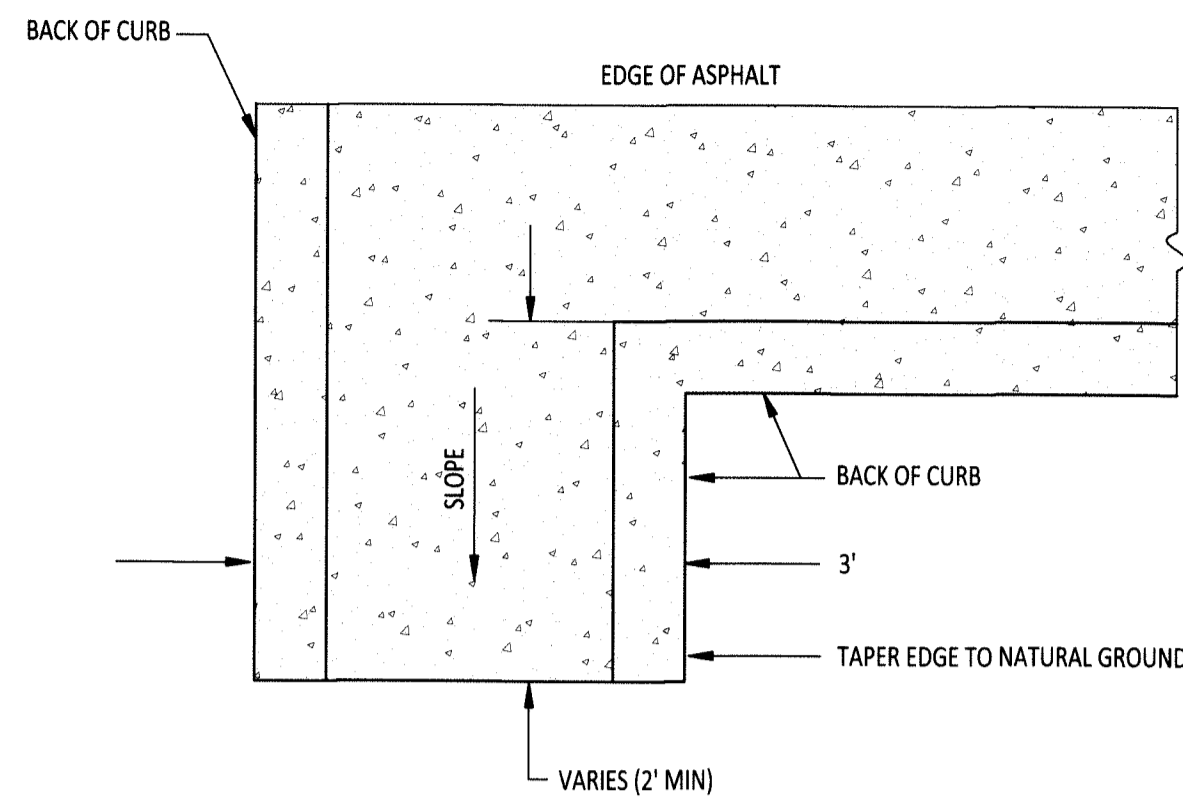 BACK OF CURB
EDGE OF ASPHALT
SLOPE
BACK OF CURB
3'
TAPER EDGE TO NATURAL GROUND
VARIES (2' MIN)